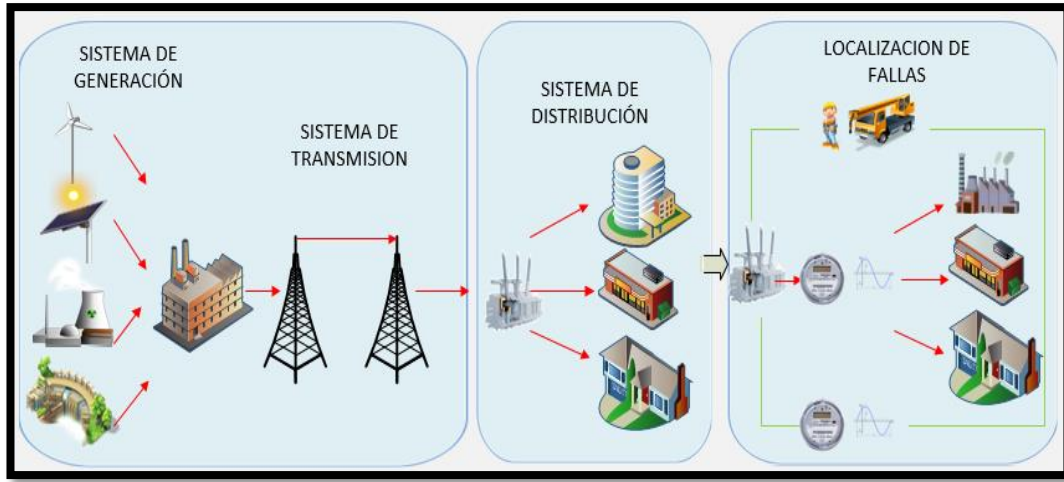 SISTEMA DE
GENERACIÓN
SISTEMA DE
TRANSMISION
SISTEMA DE
DISTRIBUCIÓN
LOCALIZACION DE
FALLAS